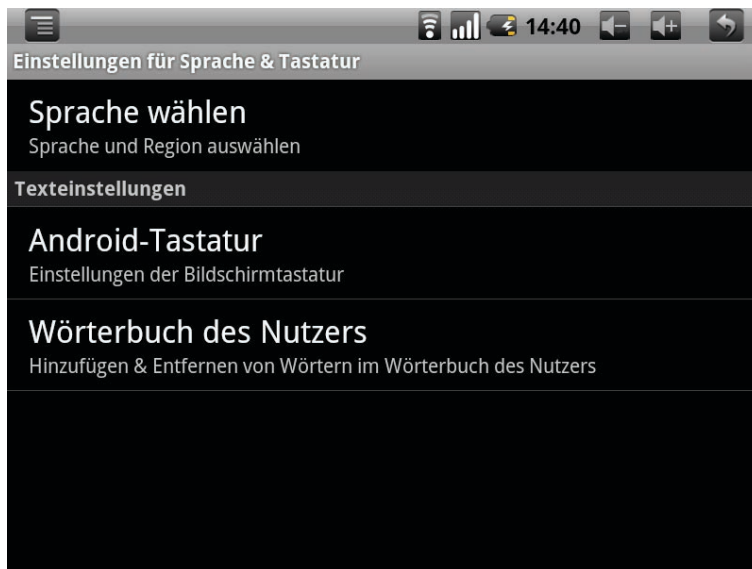 14:40
Einstellungen für Sprache & Tastatur
Sprache wählen
Sprache und Region auswählen
Texteinstellungen
Android-Tastatur
Einstellungen der Bildschirmtastatur
Wörterbuch des Nutzers
Hinzufügen & Entfernen von Wörtern im Wörterbuch des Nutzers